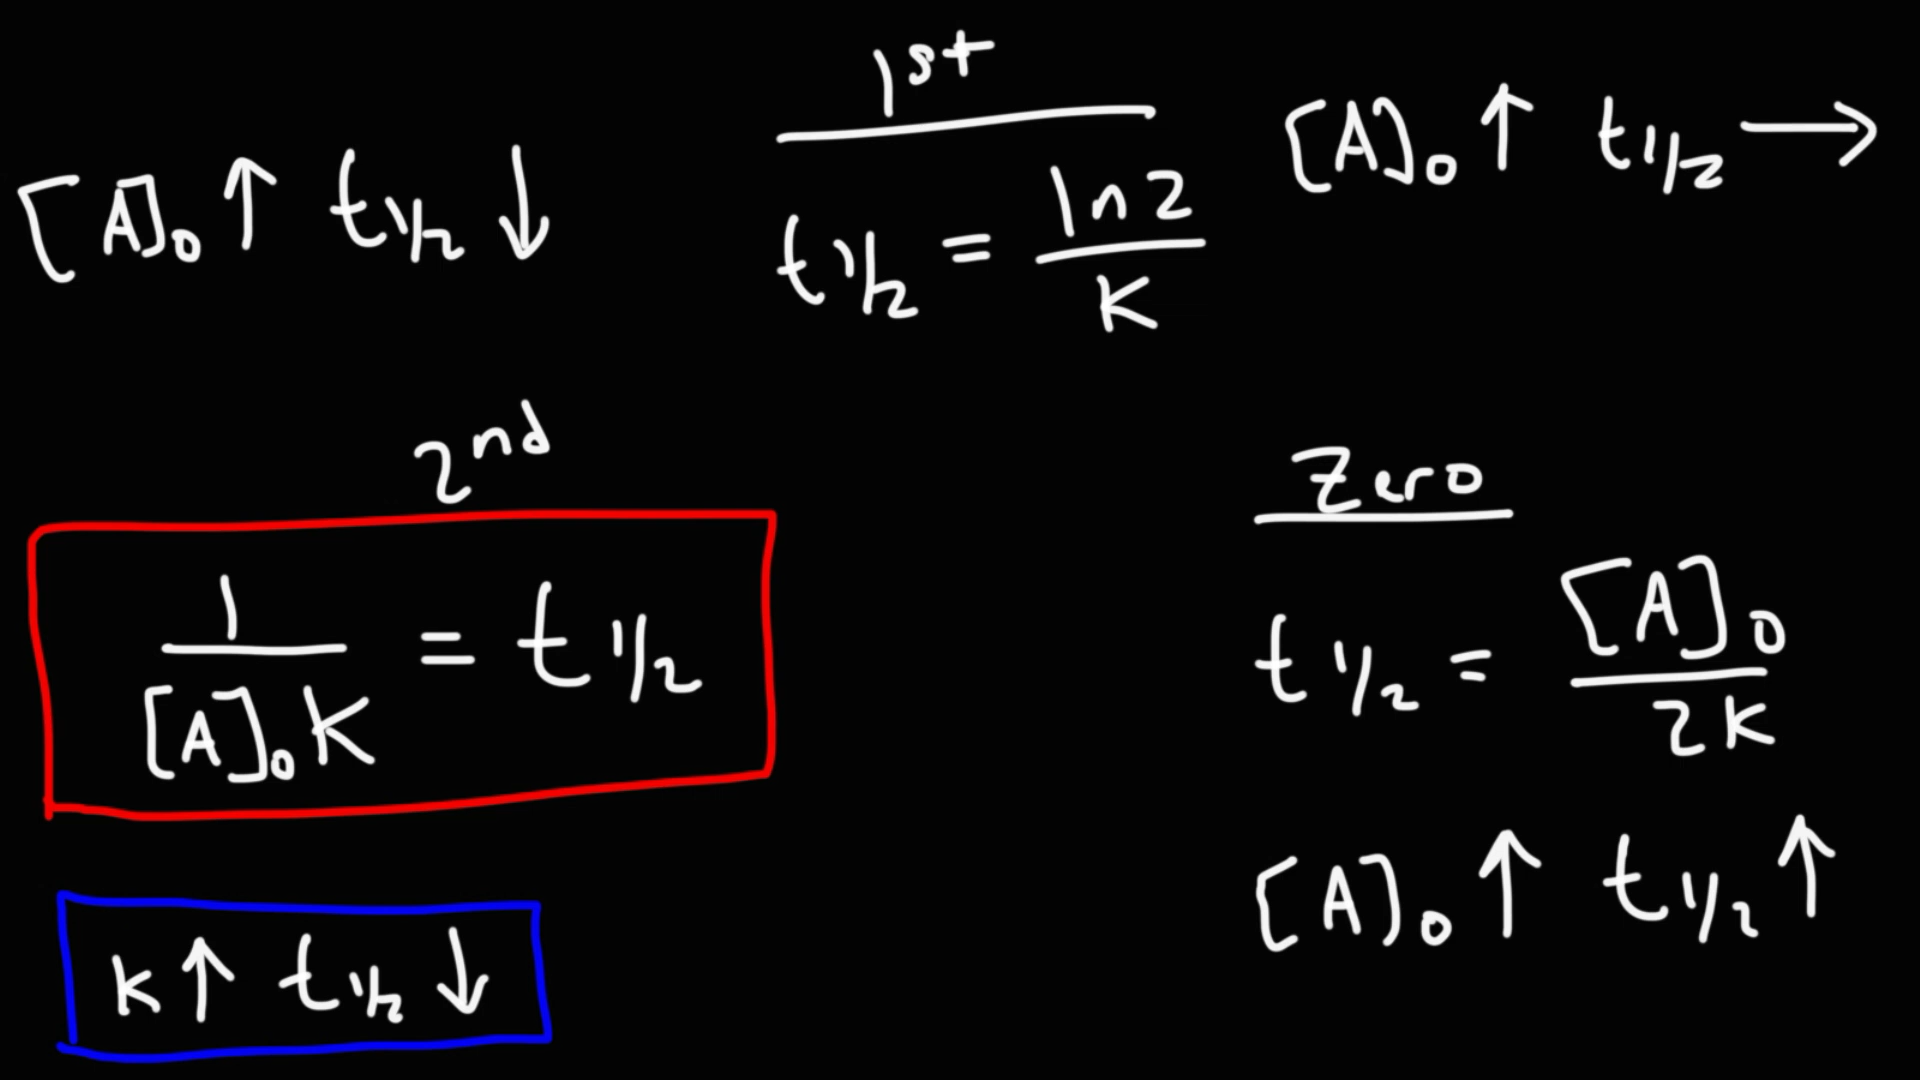 1st
[A]₀ ↑ t₁/₂ ↓
t₁/₂ = ln2/K
[A]₀ ↑ t₁/₂ →
2nd
1/[A]₀K = t₁/₂
K ↑ t₁/₂ ↓
Zero
t₁/₂ = [A]₀/2K
[A]₀ ↑ t₁/₂ ↑